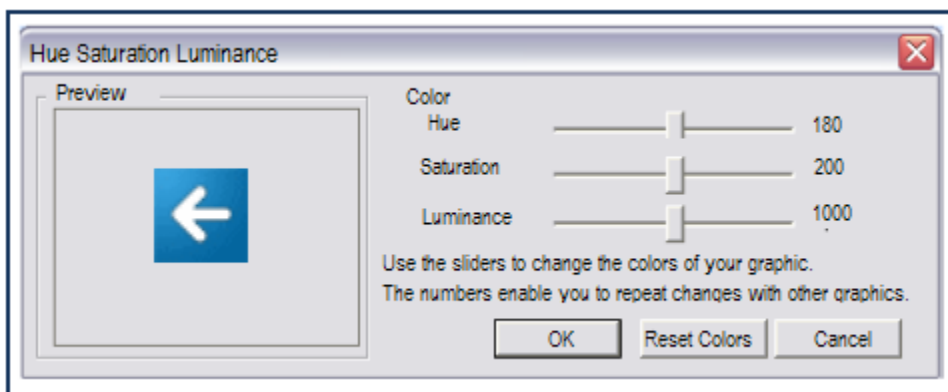 Hue Saturation Luminance
Preview
Color
Hue 180
Saturation 200
Luminance 1000
Use the sliders to change the colors of your graphic.
The numbers enable you to repeat changes with other graphics.
OK Reset Colors Cancel